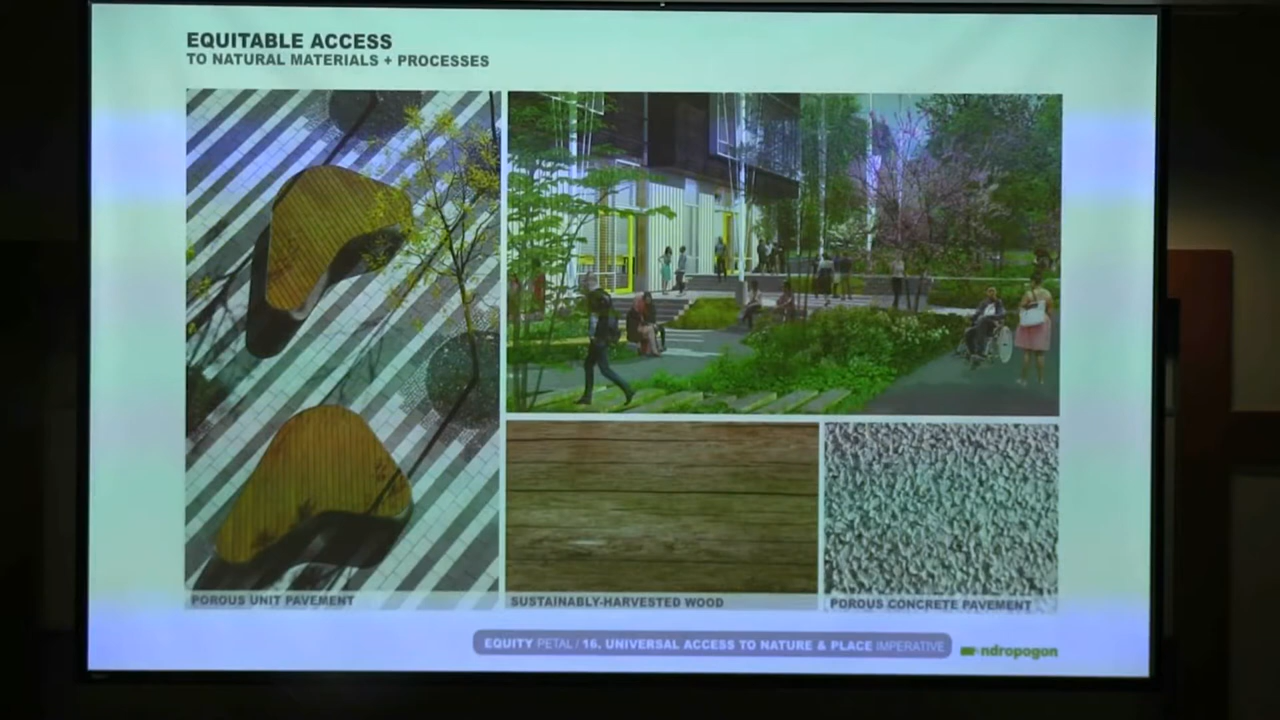 EQUITABLE ACCESS
TO NATURAL MATERIALS + PROCESSES
POROUS UNIT PAVEMENT
SUSTAINABLY-HARVESTED WOOD
POROUS CONCRETE PAVEMENT
EQUITY PETAL / 16. UNIVERSAL ACCESS TO NATURE & PLACE IMPERATIVE
ndropogon